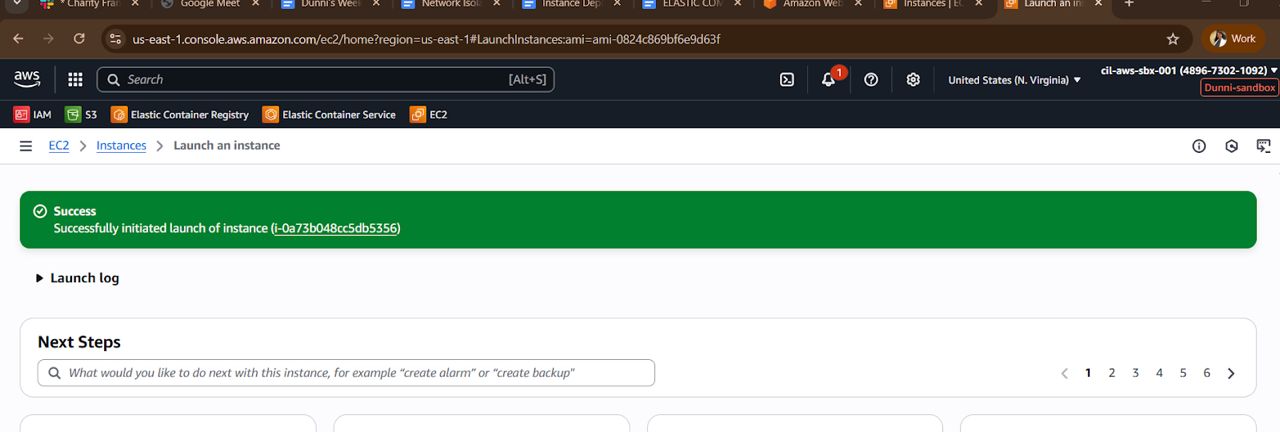 * Charity Fran
Google Meet
Dunni's Wee
Network Isola
Instance Dep
ELASTIC COM
Amazon Web
Instances | EC
Launch an in
us-east-1.console.aws.amazon.com/ec2/home?region=us-east-1#LaunchInstances:ami=ami-0824c869bf6e9d63f
Work
aws
Search
[Alt+S]
1
United States (N. Virginia)
cil-aws-sbx-001 (4896-7302-1092)
Dunni-sandbox
IAM
S3
Elastic Container Registry
Elastic Container Service
EC2
EC2
Instances
Launch an instance
Success
Successfully initiated launch of instance (i-0a73b048cc5db5356)
Launch log
Next Steps
What would you like to do next with this instance, for example “create alarm” or “create backup”
1 2 3 4 5 6